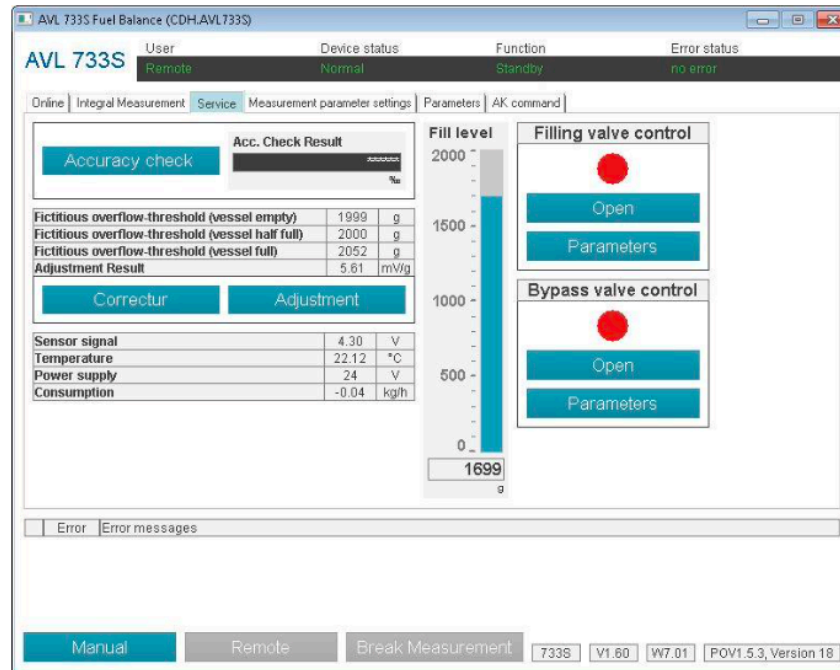 AVL 733S Fuel Balance (CDH.AVL733S)
AVL 733S
User Device status Function Error status
Remote Normal Standby no error
Online Integral Measurement Service Measurement parameter settings Parameters AK command
Accuracy check
Acc. Check Result
******
‰
Fictitious overflow-threshold (vessel empty) 1999 g
Fictitious overflow-threshold (vessel half full) 2000 g
Fictitious overflow-threshold (vessel full) 2052 g
Adjustment Result 5.61 mV/g
Correctur Adjustment
Sensor signal 4.30 V
Temperature 22.12 °C
Power supply 24 V
Consumption -0.04 kg/h
Fill level
2000
1500
1000
500
0
1699
g
Filling valve control
Open
Parameters
Bypass valve control
Open
Parameters
Error Error messages
Manual Remote Break Measurement 733S V1.60 W7.01 POV1.5.3, Version 18